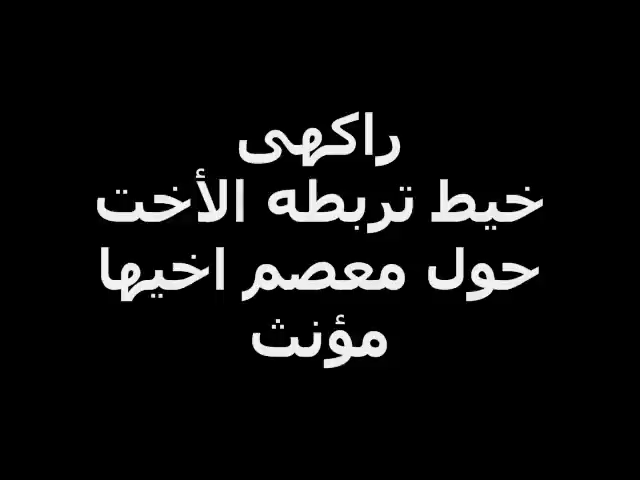 راكهى
خيط تربطه الأخت
حول معصم اخيها
مؤنث